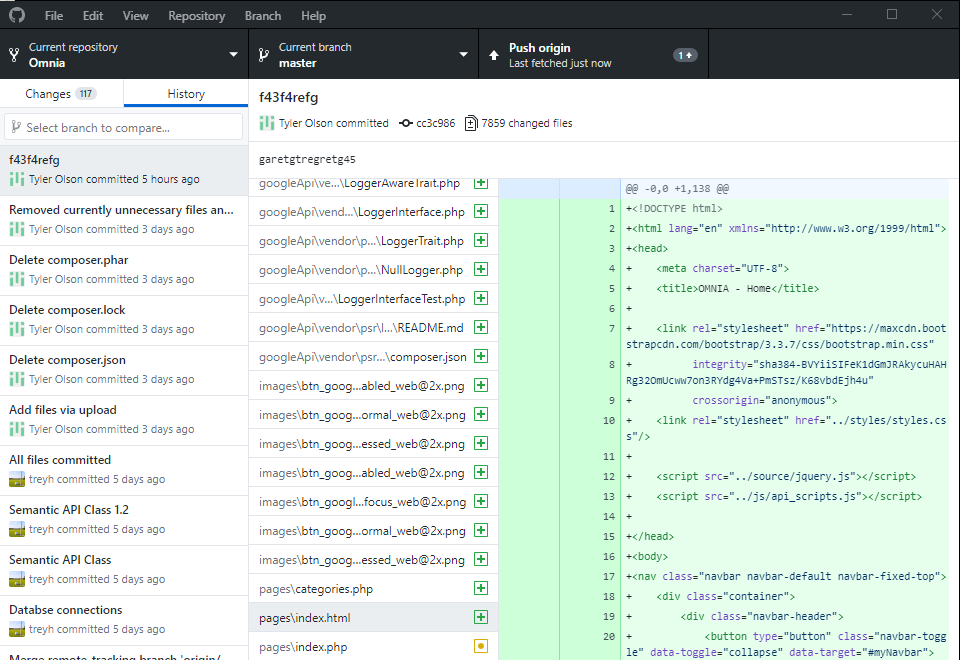 File Edit View Repository Branch Help
Current repository
Omnia
Current branch
master
Push origin
Last fetched just now
1
Changes 117
History
Select branch to compare...
f43f4refg
Tyler Olson committed 5 hours ago
Removed currently unnecessary files an...
Tyler Olson committed 3 days ago
Delete composer.phar
Tyler Olson committed 3 days ago
Delete composer.lock
Tyler Olson committed 3 days ago
Delete composer.json
Tyler Olson committed 3 days ago
Add files via upload
Tyler Olson committed 3 days ago
All files committed
treyh committed 5 days ago
Semantic API Class 1.2
treyh committed 5 days ago
Semantic API Class
treyh committed 5 days ago
Databse connections
treyh committed 5 days ago
Merge remote-tracking branch 'origin/
f43f4refg
Tyler Olson committed cc3c986 7859 changed files
garetgtregretg45
googleApi\ve...\LoggerAwareTrait.php
googleApi\vend...\LoggerInterface.php
googleApi\vendor\p...\LoggerTrait.php
googleApi\vendor\p...\NullLogger.php
googleApi\v...\LoggerInterfaceTest.php
googleApi\vendor\psr\l...\README.md
googleApi\vendor\psr...\composer.json
images\btn_goog...abled_web@2x.png
images\btn_goog...ormal_web@2x.png
images\btn_goog...essed_web@2x.png
images\btn_goog...abled_web@2x.png
images\btn_googl...focus_web@2x.png
images\btn_goog...ormal_web@2x.png
images\btn_goog...essed_web@2x.png
pages\categories.php
pages\index.html
pages\index.php
@@ -0,0 +1,138 @@
1 +<!DOCTYPE html>
2 +<html lang="en" xmlns="http://www.w3.org/1999/html">
3 +<head>
4 +    <meta charset="UTF-8">
5 +    <title>OMNIA - Home</title>
6 +
7 +    <link rel="stylesheet" href="https://maxcdn.boot
strapcdn.com/bootstrap/3.3.7/css/bootstrap.min.css"
8 +          integrity="sha384-BVYiiSIFeK1dGmJRAkycuHAH
Rg32OmUcww7on3RYdg4Va+PmSTsz/K68vbdEjh4u"
9 +          crossorigin="anonymous">
10 +    <link rel="stylesheet" href="../styles/styles.cs
s"/>
11 +
12 +    <script src="../source/jquery.js"></script>
13 +    <script src="../js/api_scripts.js"></script>
14 +
15 +</head>
16 +<body>
17 +<nav class="navbar navbar-default navbar-fixed-top">
18 +    <div class="container">
19 +        <div class="navbar-header">
20 +            <button type="button" class="navbar-togg
le" data-toggle="collapse" data-target="#myNavbar">